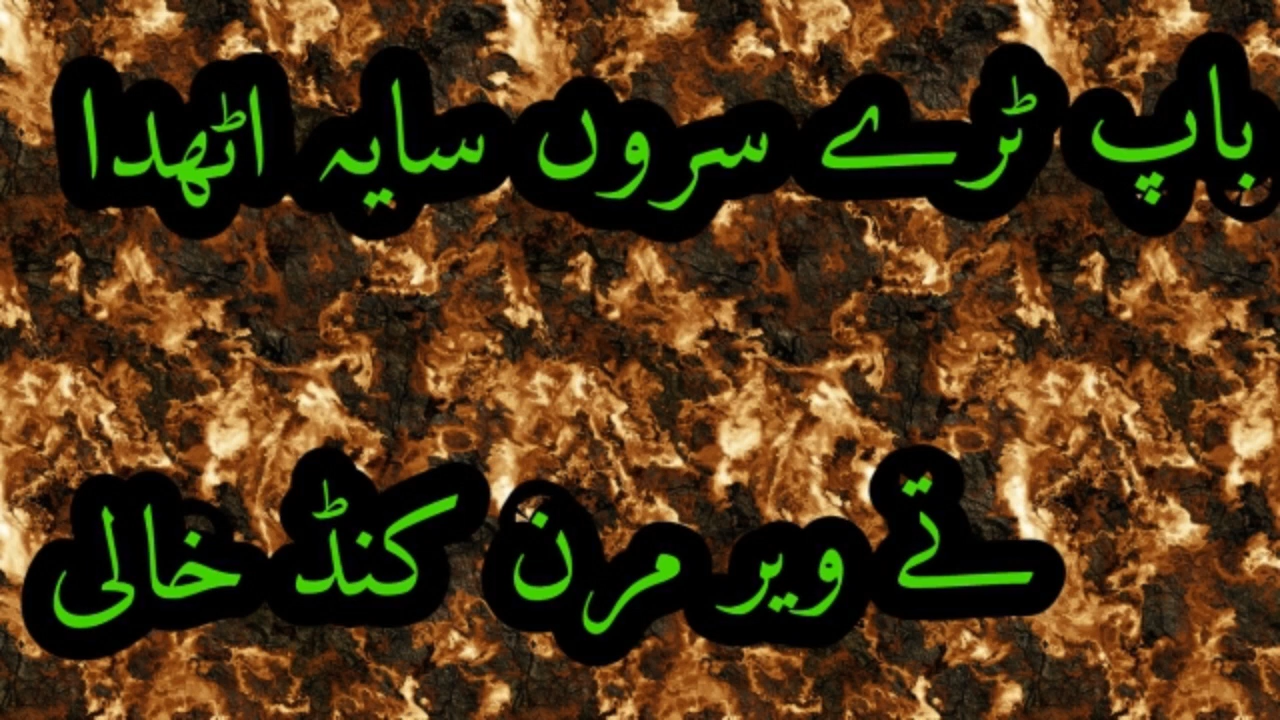 باپ ٹرے سروں سایہ اٹھدا
تے ویر مرن کنڈ خالی